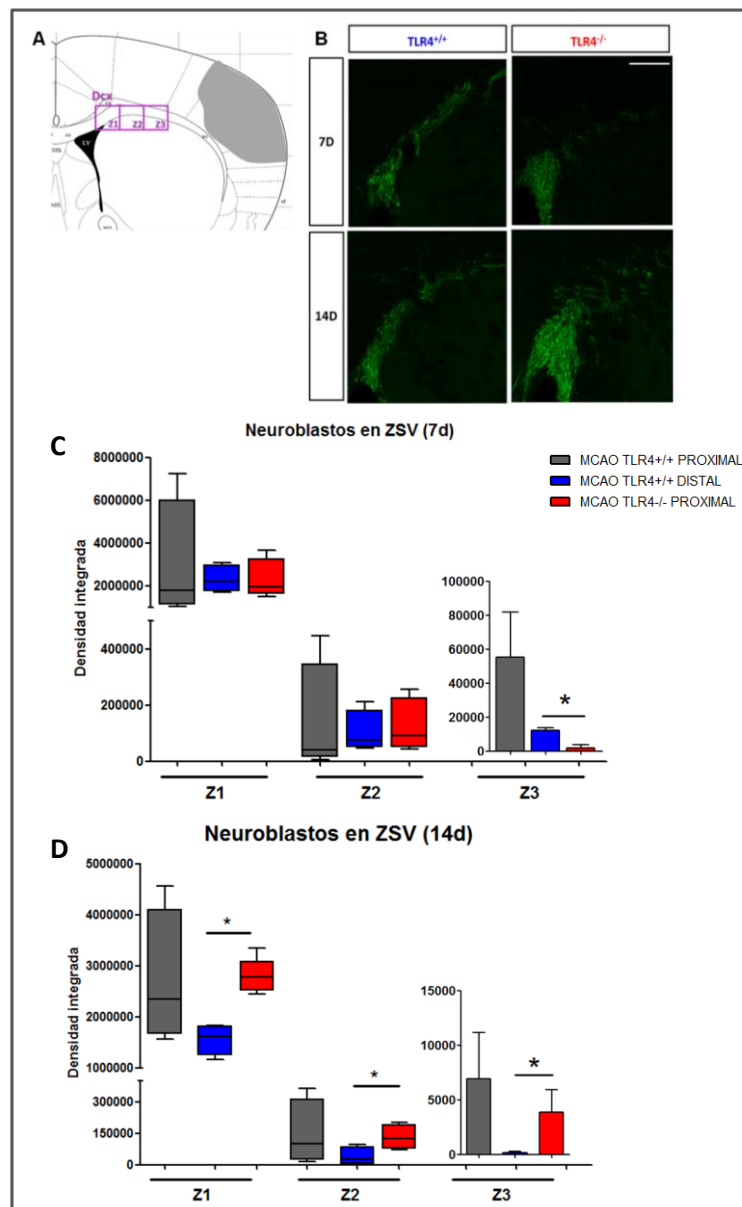 A
Dcx
Z1 Z2 Z3
LV
B
TLR4+/+
TLR4-/-
7D
14D
C
Neuroblastos en ZSV (7d)
MCAO TLR4+/+ PROXIMAL
MCAO TLR4+/+ DISTAL
MCAO TLR4-/- PROXIMAL
Densidad integrada
8000000
6000000
4000000
2000000
400000
200000
0
100000
80000
60000
40000
20000
0
*
Z1 Z2 Z3
D
Neuroblastos en ZSV (14d)
Densidad integrada
5000000
4000000
3000000
2000000
1000000
300000
150000
0
15000
10000
5000
0
*
*
*
Z1 Z2 Z3